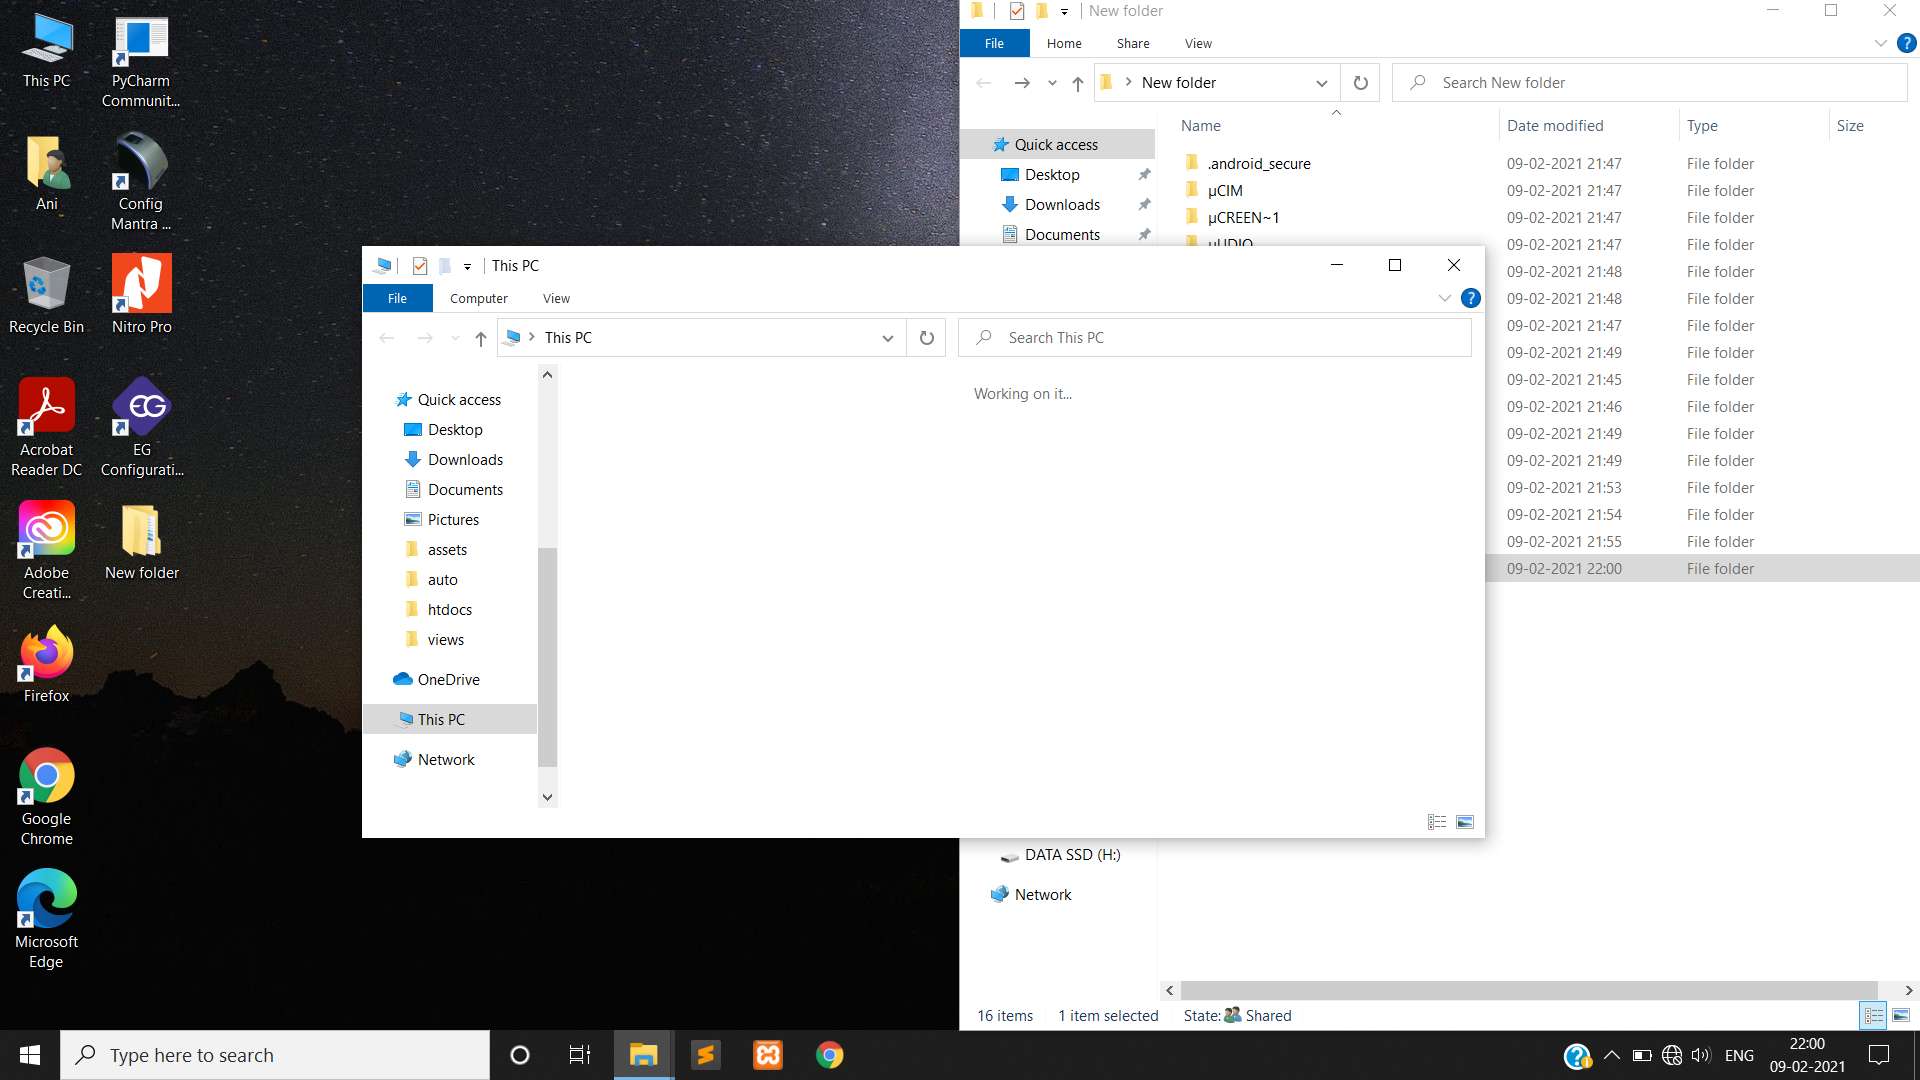 This PC
PyCharm
Communit...
Ani
Config
Mantra ...
Recycle Bin
Nitro Pro
Acrobat
Reader DC
EG
Configurati...
Adobe
Creati...
New folder
Firefox
Google
Chrome
Microsoft
Edge
New folder
File
Home
Share
View
New folder
Search New folder
Name
Date modified
Type
Size
Quick access
Desktop
Downloads
Documents
.android_secure 09-02-2021 21:47 File folder
µCIM 09-02-2021 21:47 File folder
µCREEN~1 09-02-2021 21:47 File folder
µUDIO 09-02-2021 21:47 File folder
09-02-2021 21:48 File folder
09-02-2021 21:48 File folder
09-02-2021 21:47 File folder
09-02-2021 21:49 File folder
09-02-2021 21:45 File folder
09-02-2021 21:46 File folder
09-02-2021 21:49 File folder
09-02-2021 21:49 File folder
09-02-2021 21:53 File folder
09-02-2021 21:54 File folder
09-02-2021 21:55 File folder
09-02-2021 22:00 File folder
DATA SSD (H:)
Network
16 items
1 item selected
State: Shared
This PC
File
Computer
View
This PC
Search This PC
Quick access
Desktop
Downloads
Documents
Pictures
assets
auto
htdocs
views
OneDrive
This PC
Network
Working on it...
Type here to search
ENG
22:00
09-02-2021